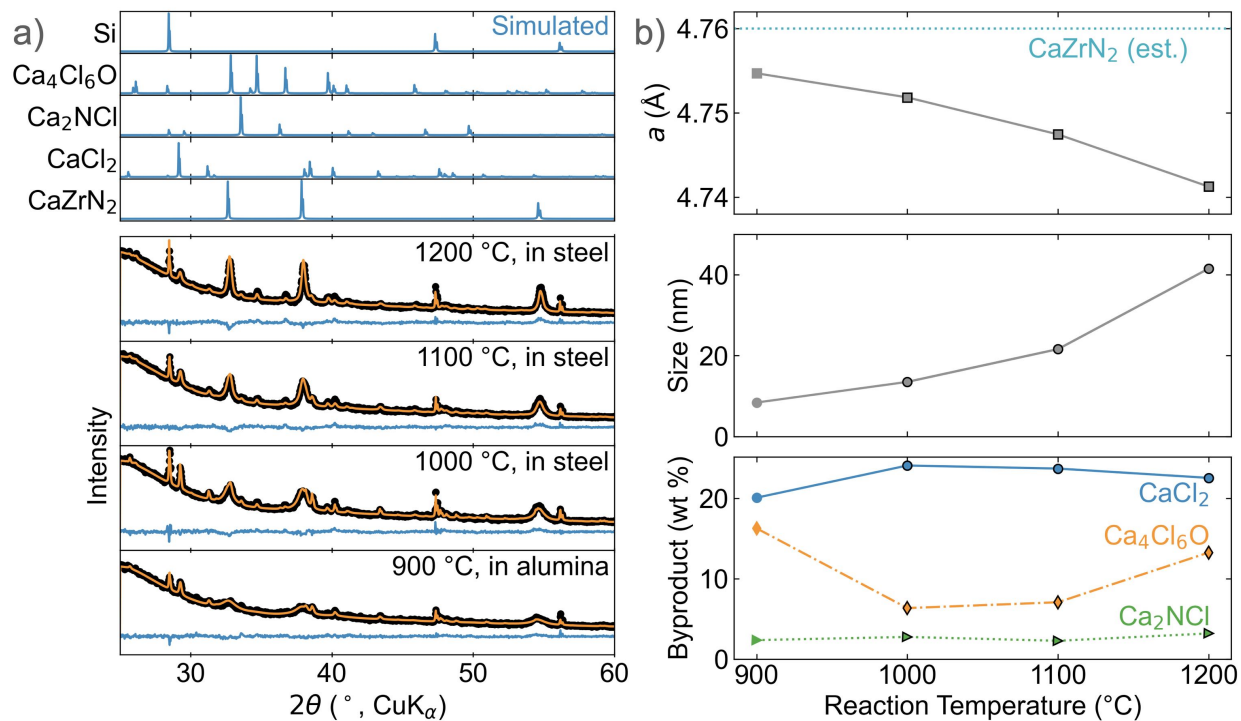 a)
Simulated
Si
Ca₄Cl₆O
Ca₂NCl
CaCl₂
CaZrN₂
1200 °C, in steel
1100 °C, in steel
1000 °C, in steel
900 °C, in alumina
Intensity
30 40 50 60
2θ (°, CuKα)
b)
4.76
4.75
4.74
a (Å)
CaZrN₂ (est.)
40
20
0
Size (nm)
20
10
0
Byproduct (wt %)
CaCl₂
Ca₄Cl₆O
Ca₂NCl
900 1000 1100 1200
Reaction Temperature (°C)